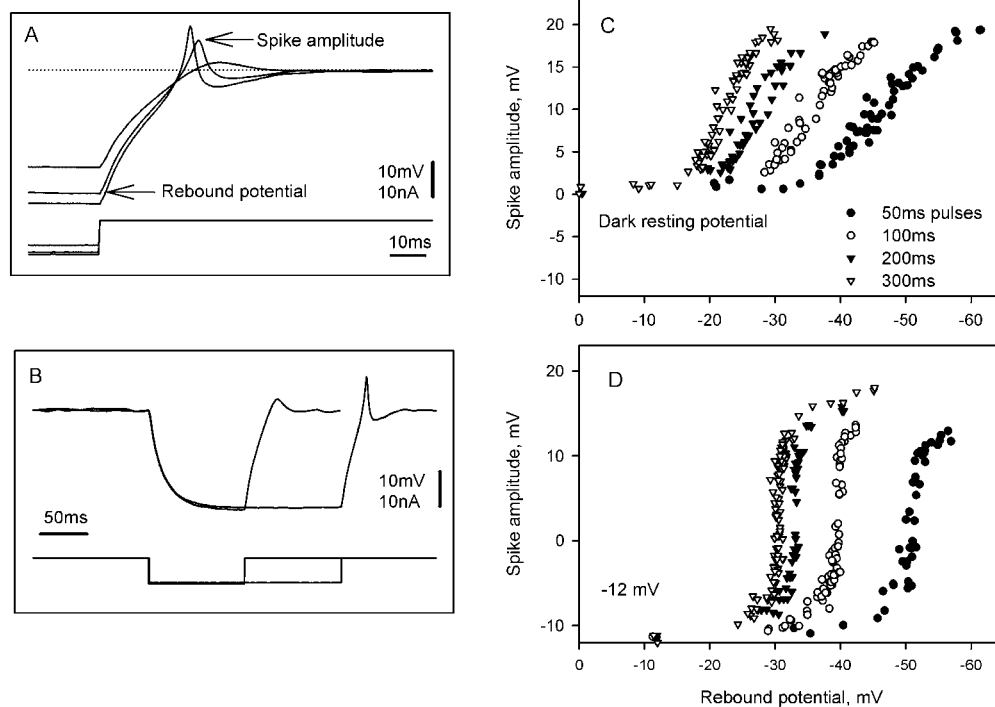 A
Spike amplitude
Rebound potential
10mV
10nA
10ms
B
10mV
10nA
50ms
C
Spike amplitude, mV
20
15
10
5
0
-5
-10
Dark resting potential
50ms pulses
100ms
200ms
300ms
0 -10 -20 -30 -40 -50 -60
D
Spike amplitude, mV
20
10
0
-10
-12 mV
0 -10 -20 -30 -40 -50 -60
Rebound potential, mV